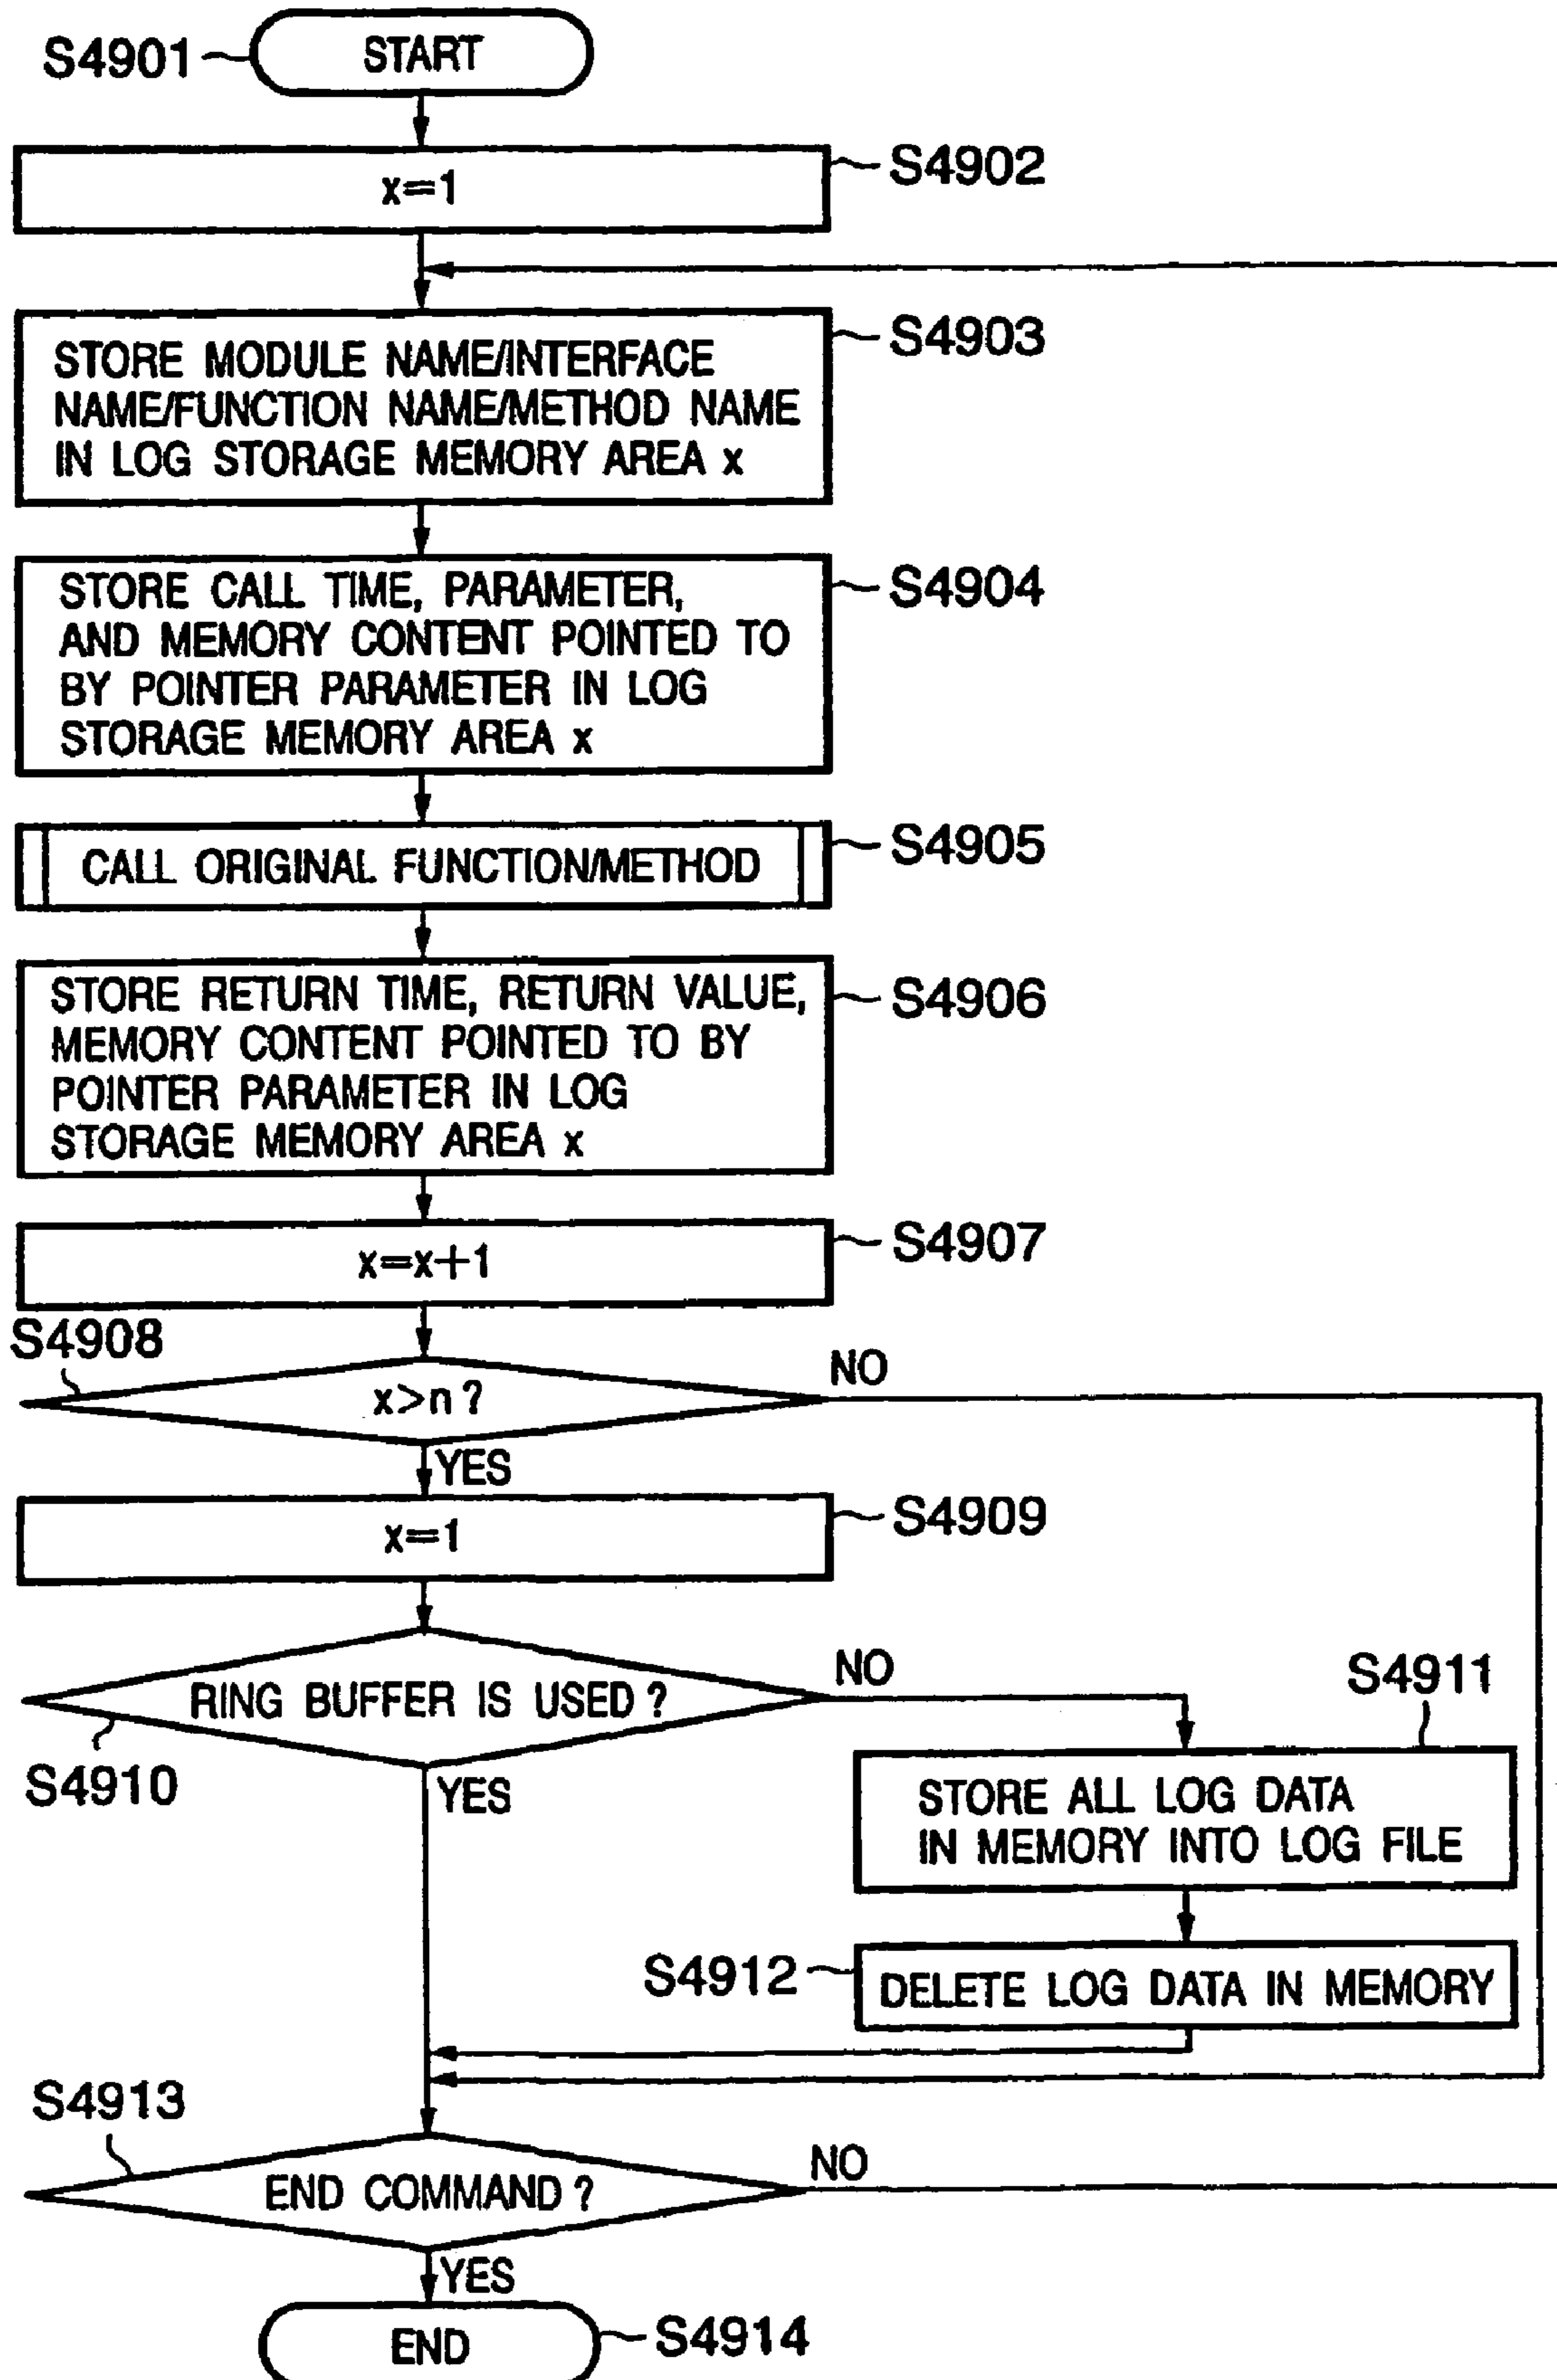 S4901
START
S4902
x=1
S4903
STORE MODULE NAME/INTERFACE
NAME/FUNCTION NAME/METHOD NAME
IN LOG STORAGE MEMORY AREA x
S4904
STORE CALL TIME, PARAMETER,
AND MEMORY CONTENT POINTED TO
BY POINTER PARAMETER IN LOG
STORAGE MEMORY AREA x
S4905
CALL ORIGINAL FUNCTION/METHOD
S4906
STORE RETURN TIME, RETURN VALUE,
MEMORY CONTENT POINTED TO BY
POINTER PARAMETER IN LOG
STORAGE MEMORY AREA x
S4907
x=x+1
S4908
NO
x>n?
YES
S4909
x=1
NO
RING BUFFER IS USED?
S4910
YES
S4911
STORE ALL LOG DATA
IN MEMORY INTO LOG FILE
S4912
DELETE LOG DATA IN MEMORY
S4913
NO
END COMMAND?
YES
END
S4914